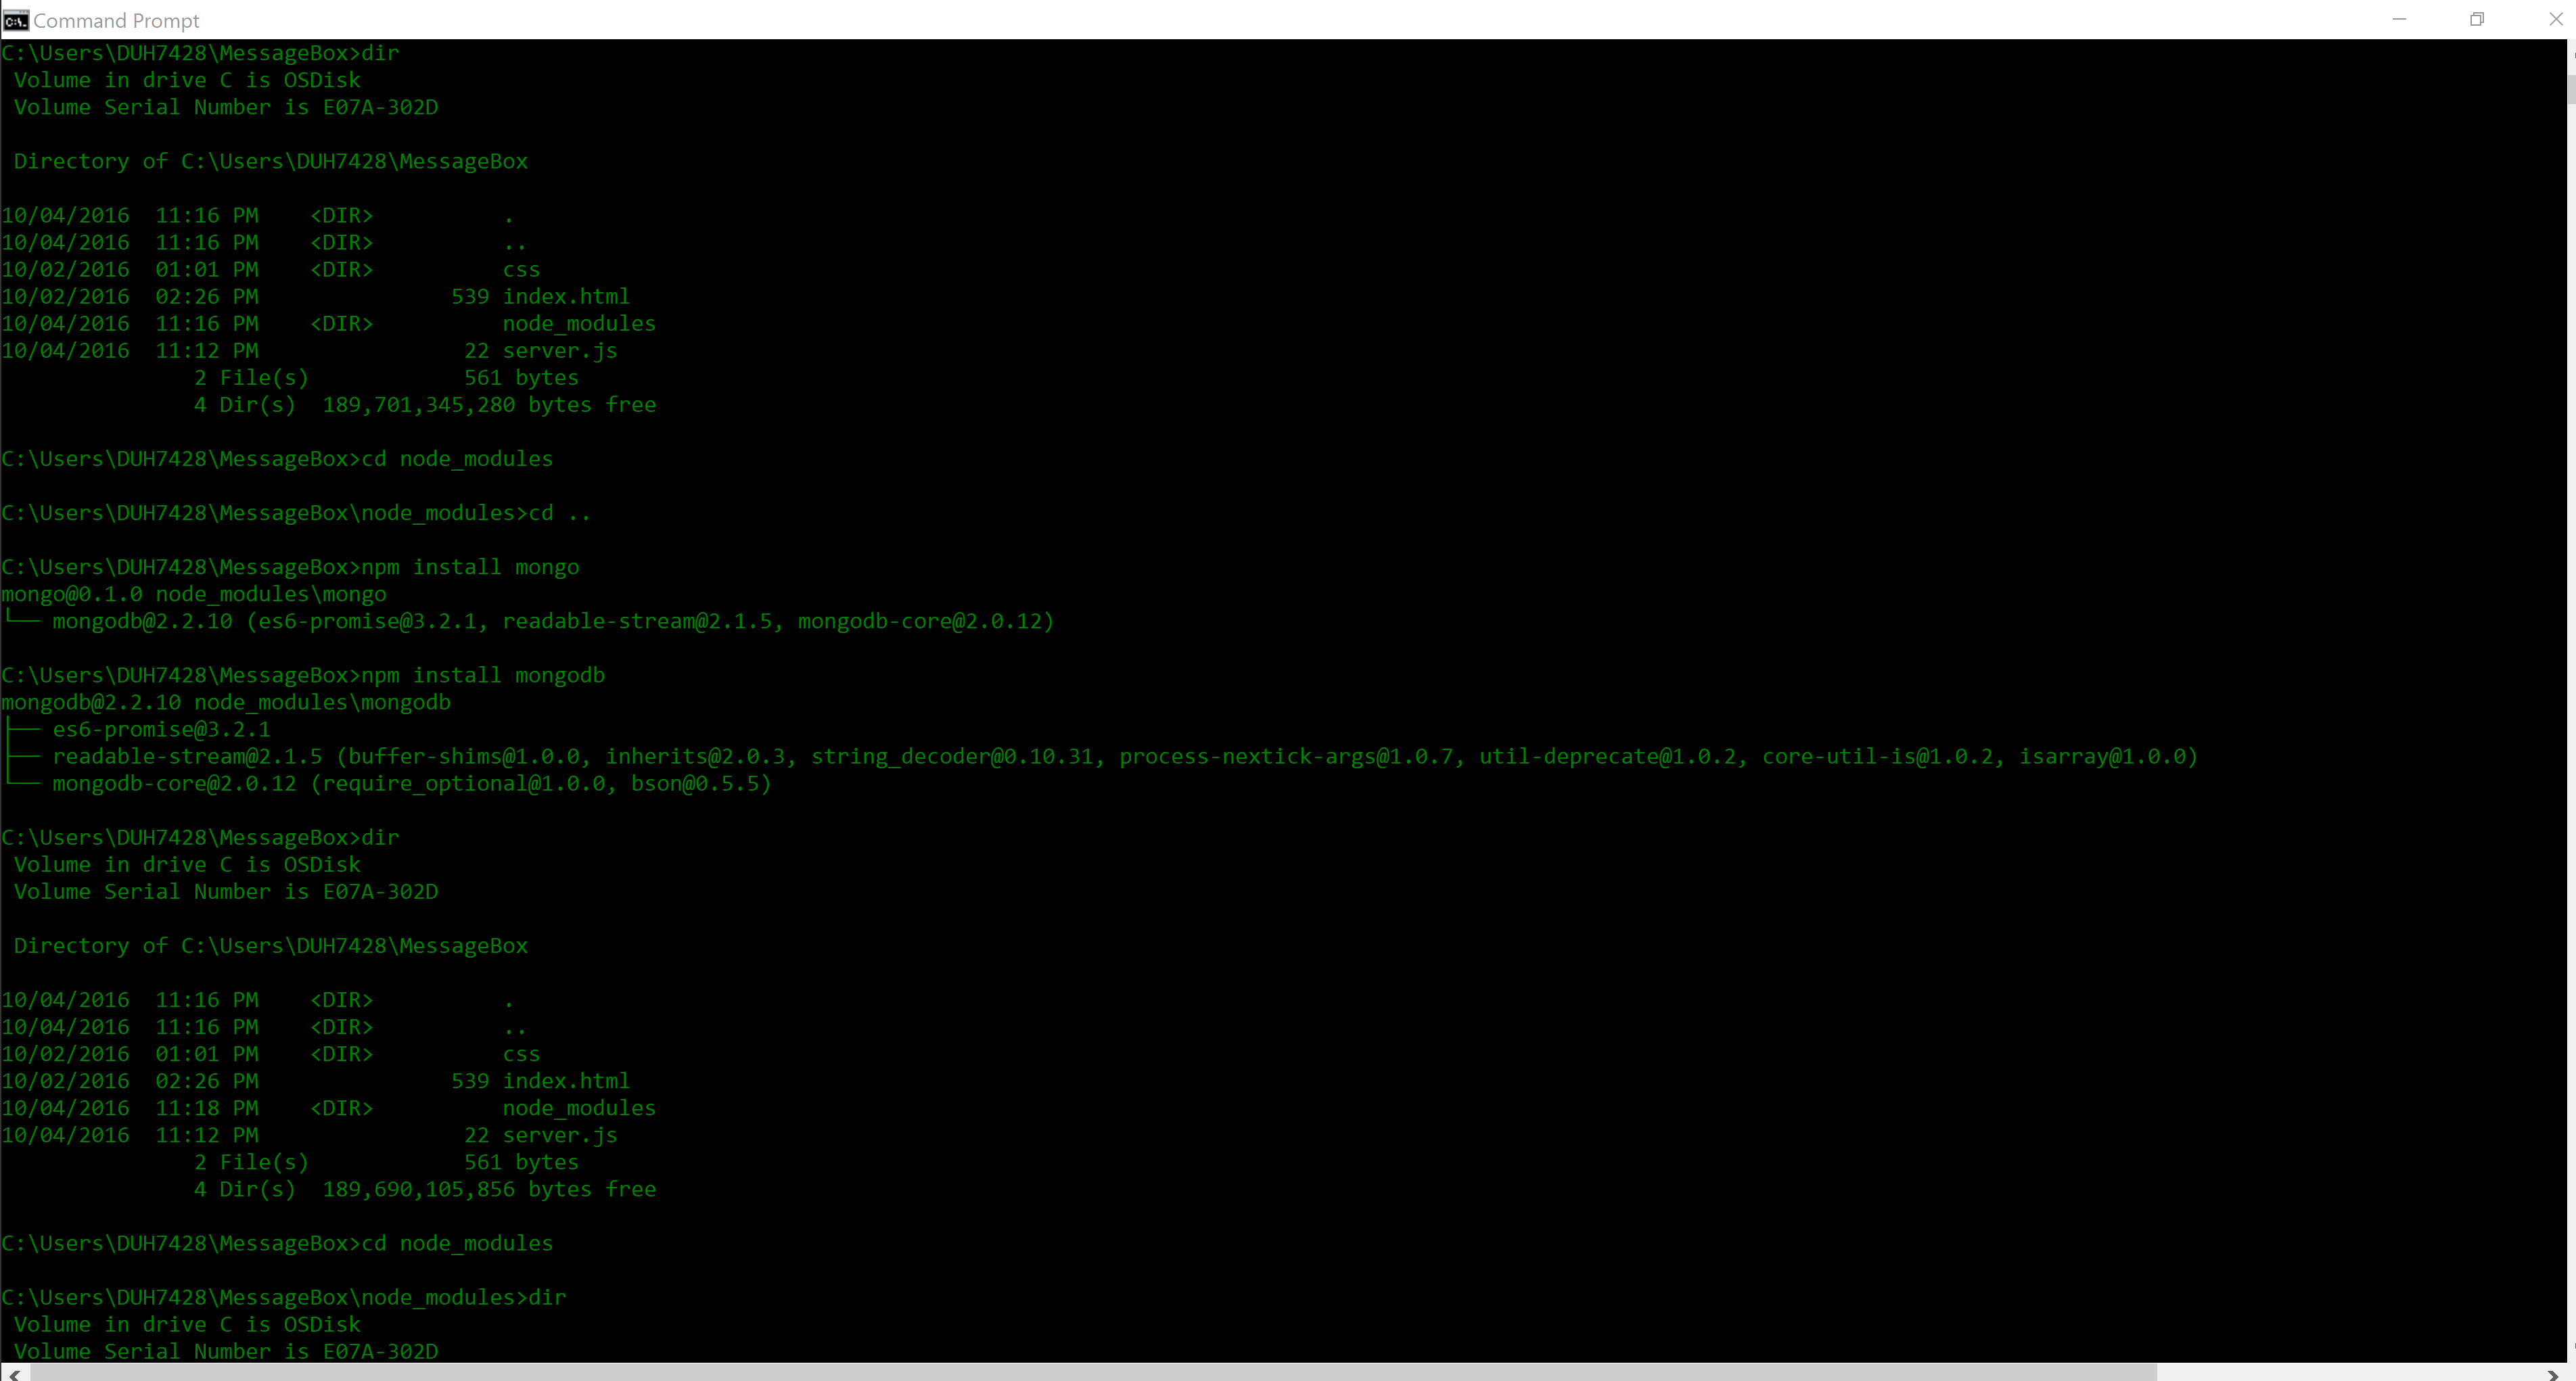 Command Prompt
C:\Users\DUH7428\MessageBox>dir
 Volume in drive C is OSDisk
 Volume Serial Number is E07A-302D

 Directory of C:\Users\DUH7428\MessageBox

10/04/2016  11:16 PM    <DIR>          .
10/04/2016  11:16 PM    <DIR>          ..
10/02/2016  01:01 PM    <DIR>          css
10/02/2016  02:26 PM               539 index.html
10/04/2016  11:16 PM    <DIR>          node_modules
10/04/2016  11:12 PM                22 server.js
               2 File(s)            561 bytes
               4 Dir(s)  189,701,345,280 bytes free

C:\Users\DUH7428\MessageBox>cd node_modules

C:\Users\DUH7428\MessageBox\node_modules>cd ..

C:\Users\DUH7428\MessageBox>npm install mongo
mongo@0.1.0 node_modules\mongo
└── mongodb@2.2.10 (es6-promise@3.2.1, readable-stream@2.1.5, mongodb-core@2.0.12)

C:\Users\DUH7428\MessageBox>npm install mongodb
mongodb@2.2.10 node_modules\mongodb
├── es6-promise@3.2.1
├── readable-stream@2.1.5 (buffer-shims@1.0.0, inherits@2.0.3, string_decoder@0.10.31, process-nextick-args@1.0.7, util-deprecate@1.0.2, core-util-is@1.0.2, isarray@1.0.0)
└── mongodb-core@2.0.12 (require_optional@1.0.0, bson@0.5.5)

C:\Users\DUH7428\MessageBox>dir
 Volume in drive C is OSDisk
 Volume Serial Number is E07A-302D

 Directory of C:\Users\DUH7428\MessageBox

10/04/2016  11:16 PM    <DIR>          .
10/04/2016  11:16 PM    <DIR>          ..
10/02/2016  01:01 PM    <DIR>          css
10/02/2016  02:26 PM               539 index.html
10/04/2016  11:18 PM    <DIR>          node_modules
10/04/2016  11:12 PM                22 server.js
               2 File(s)            561 bytes
               4 Dir(s)  189,690,105,856 bytes free

C:\Users\DUH7428\MessageBox>cd node_modules

C:\Users\DUH7428\MessageBox\node_modules>dir
 Volume in drive C is OSDisk
 Volume Serial Number is E07A-302D